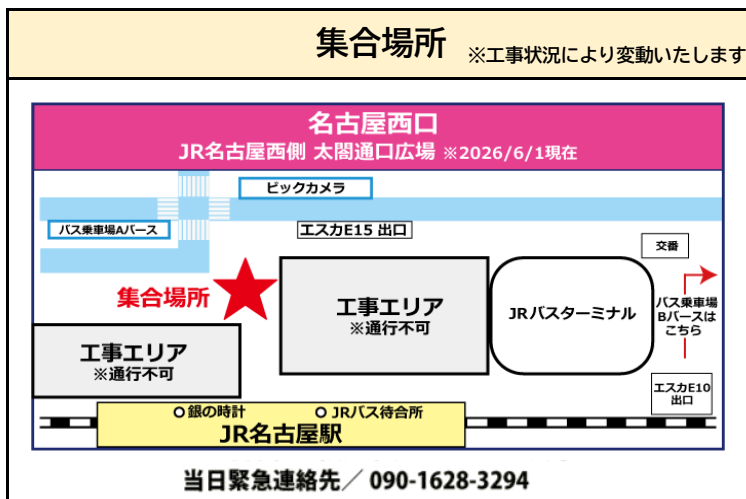 集合場所 ※工事状況により変動いたします
名古屋西口
JR名古屋西側 太閤通口広場 ※2026/6/1現在
ビックカメラ
バス乗車場Aバース
エスカE15 出口
交番
集合場所
工事エリア
※通行不可
JRバスターミナル
バス乗車場
Bバースは
こちら
工事エリア
※通行不可
エスカE10
出口
銀の時計
JRバス待合所
JR名古屋駅
当日緊急連絡先／ 090-1628-3294